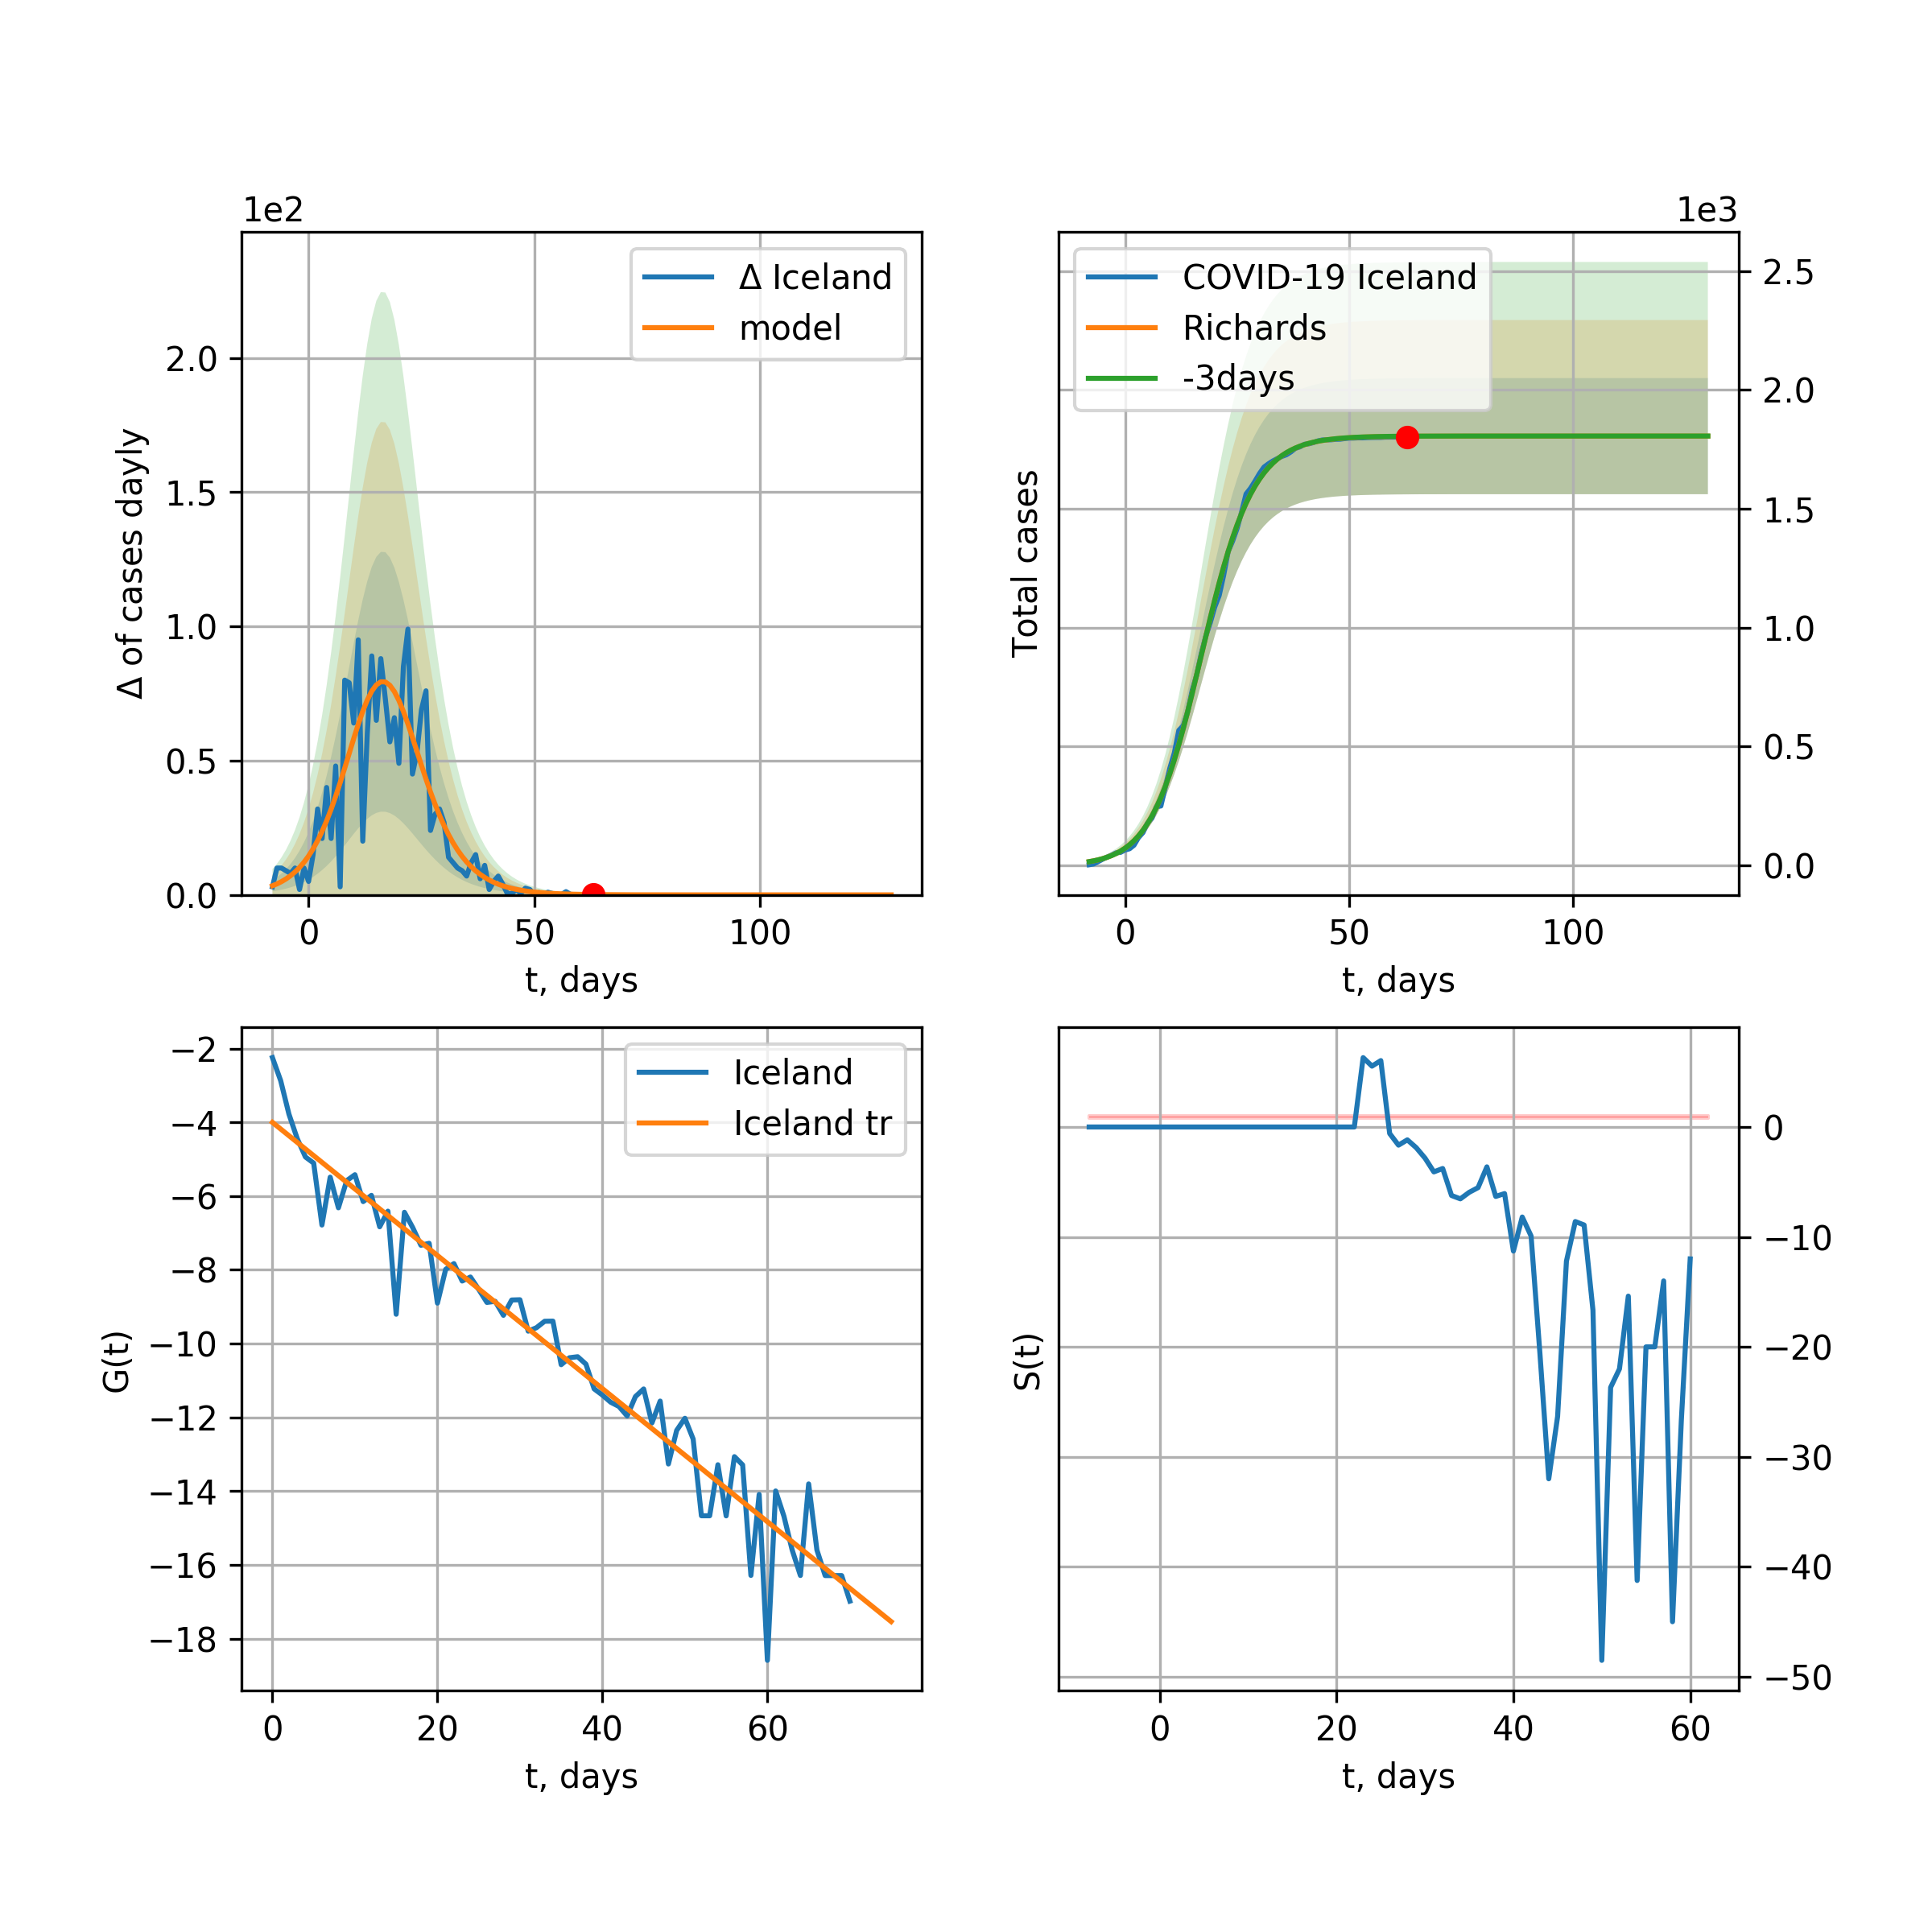 1e2
Δ Iceland
model
2.0
1.5
1.0
0.5
0.0
Δ of cases dayly
0 50 100
t, days
1e3
COVID-19 Iceland
Richards
-3days
2.5
2.0
1.5
1.0
0.5
0.0
Total cases
0 50 100
t, days
Iceland
Iceland tr
−2
−4
−6
−8
−10
−12
−14
−16
−18
G(t)
0 20 40 60
t, days
0
−10
−20
−30
−40
−50
S(t)
0 20 40 60
t, days